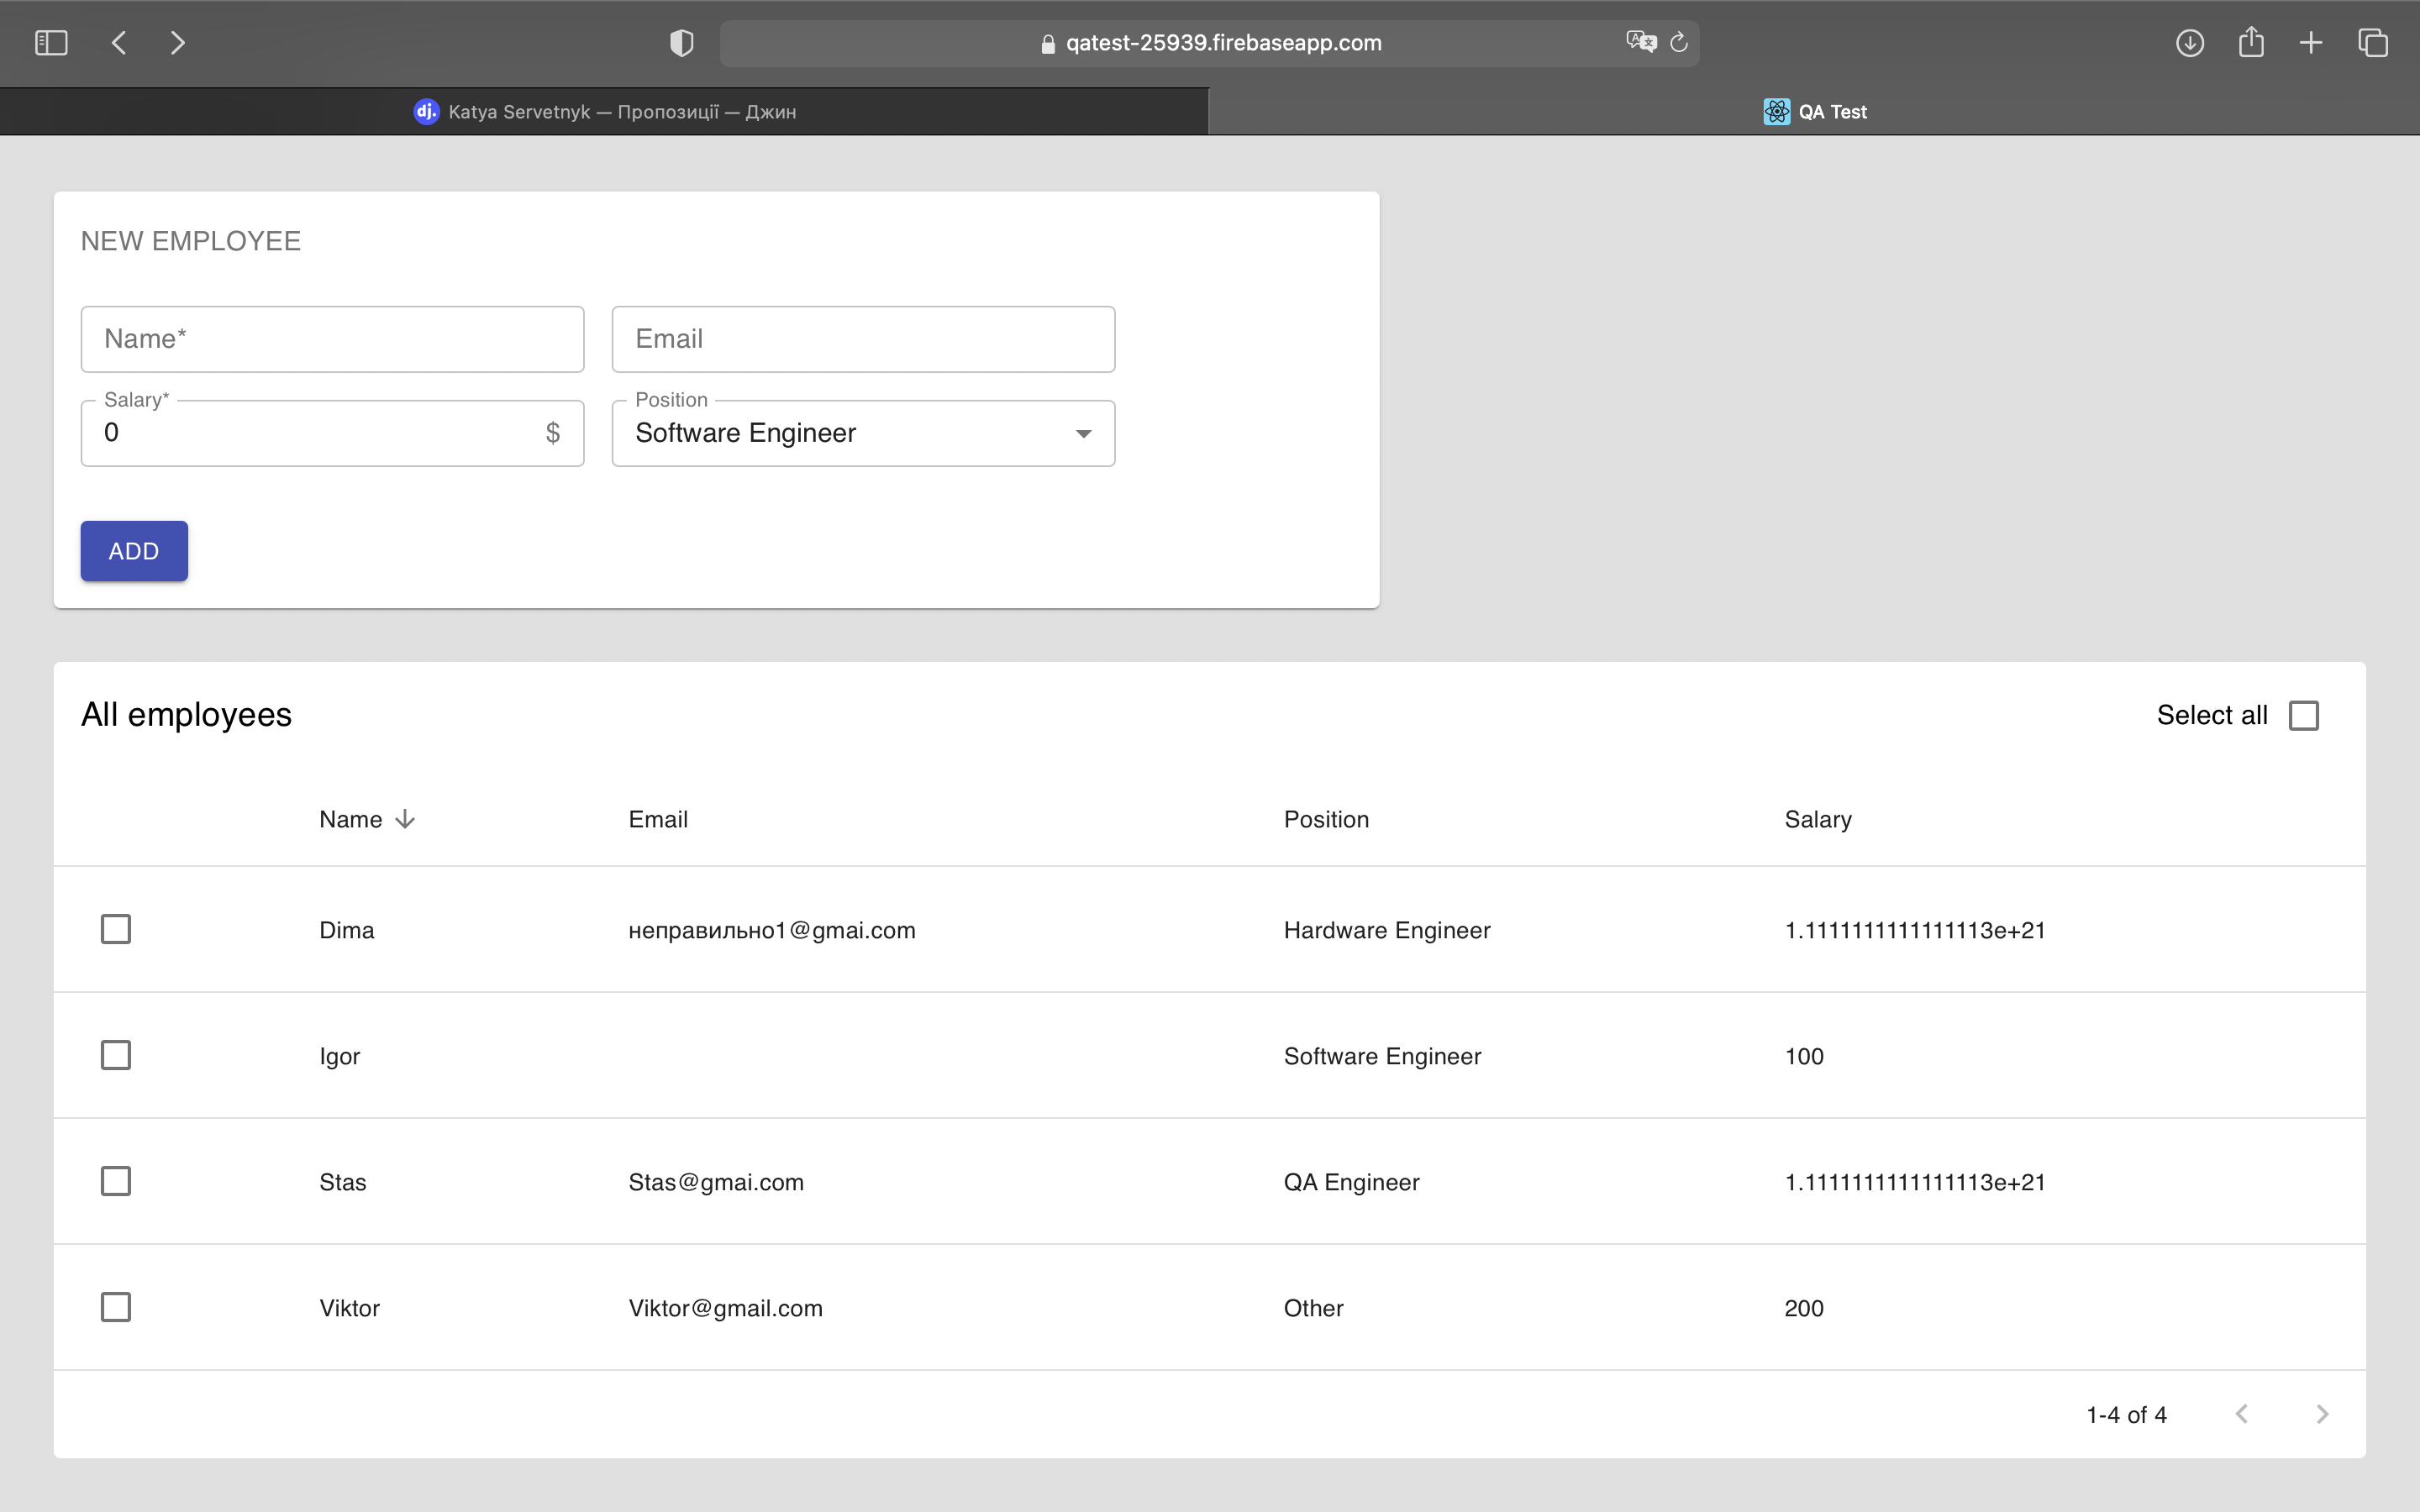 qatest-25939.firebaseapp.com
dj. Katya Servetnyk — Пропозиції — Джин
QA Test
NEW EMPLOYEE
Name*
Email
Salary*
0 $
Position
Software Engineer
ADD
All employees
Select all
Name Email Position Salary
Dima неправильно1@gmai.com Hardware Engineer 1.1111111111111113e+21
Igor Software Engineer 100
Stas Stas@gmai.com QA Engineer 1.1111111111111113e+21
Viktor Viktor@gmail.com Other 200
1-4 of 4